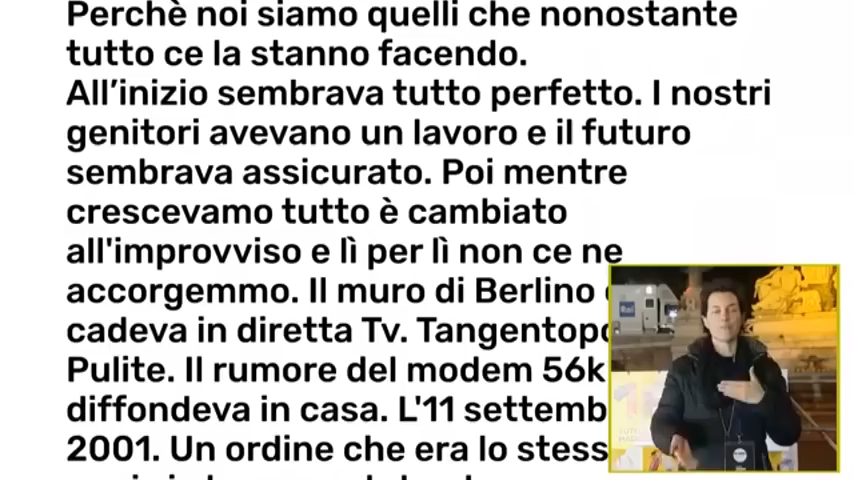 Perchè noi siamo quelli che nonostante
tutto ce la stanno facendo.
All’inizio sembrava tutto perfetto. I nostri
genitori avevano un lavoro e il futuro
sembrava assicurato. Poi mentre
crescevamo tutto è cambiato
all'improvviso e lì per lì non ce ne
accorgemmo. Il muro di Berlino
cadeva in diretta Tv.
Pulite. Il rumore del modem 56k
diffondeva in casa. L'11
2001. Un ordine che era lo
Rai